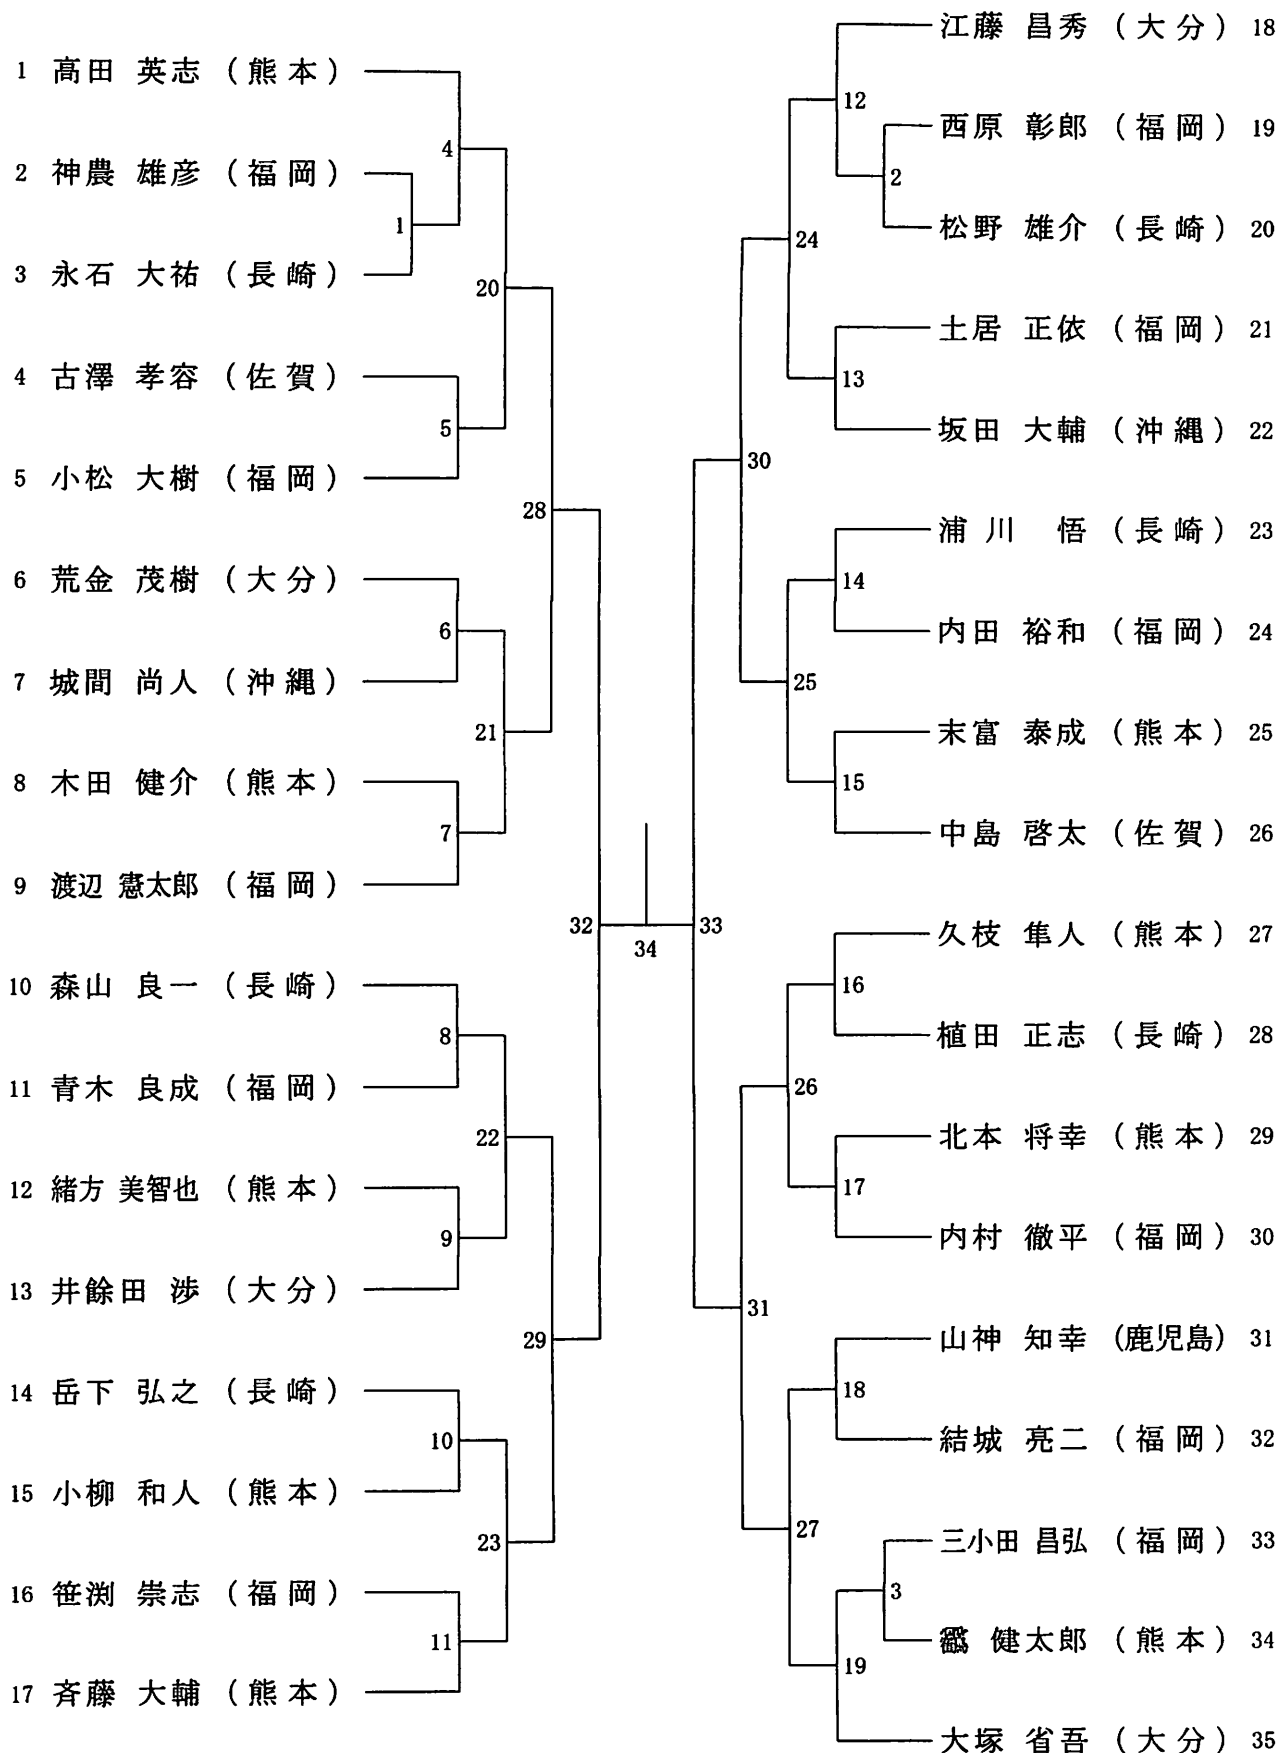 1 高田 英志 （熊本）
2 神農 雄彦 （福岡）
3 永石 大祐 （長崎）
4 古澤 孝容 （佐賀）
5 小松 大樹 （福岡）
6 荒金 茂樹 （大分）
7 城間 尚人 （沖縄）
8 木田 健介 （熊本）
9 渡辺 憲太郎 （福岡）
10 森山 良一 （長崎）
11 青木 良成 （福岡）
12 緒方 美智也 （熊本）
13 井餘田 渉 （大分）
14 岳下 弘之 （長崎）
15 小柳 和人 （熊本）
16 笹渕 崇志 （福岡）
17 斉藤 大輔 （熊本）
1
4
5
6
7
8
9
10
11
20
21
22
23
28
29
32
34
33
30
31
24
25
26
27
12
2
13
14
15
16
17
18
3
19
江藤 昌秀 （大分） 18
西原 彰郎 （福岡） 19
松野 雄介 （長崎） 20
土居 正依 （福岡） 21
坂田 大輔 （沖縄） 22
浦川 悟 （長崎） 23
内田 裕和 （福岡） 24
末富 泰成 （熊本） 25
中島 啓太 （佐賀） 26
久枝 隼人 （熊本） 27
植田 正志 （長崎） 28
北本 将幸 （熊本） 29
内村 徹平 （福岡） 30
山神 知幸 （鹿児島） 31
結城 亮二 （福岡） 32
三小田 昌弘 （福岡） 33
健太郎 （熊本） 34
大塚 省吾 （大分） 35